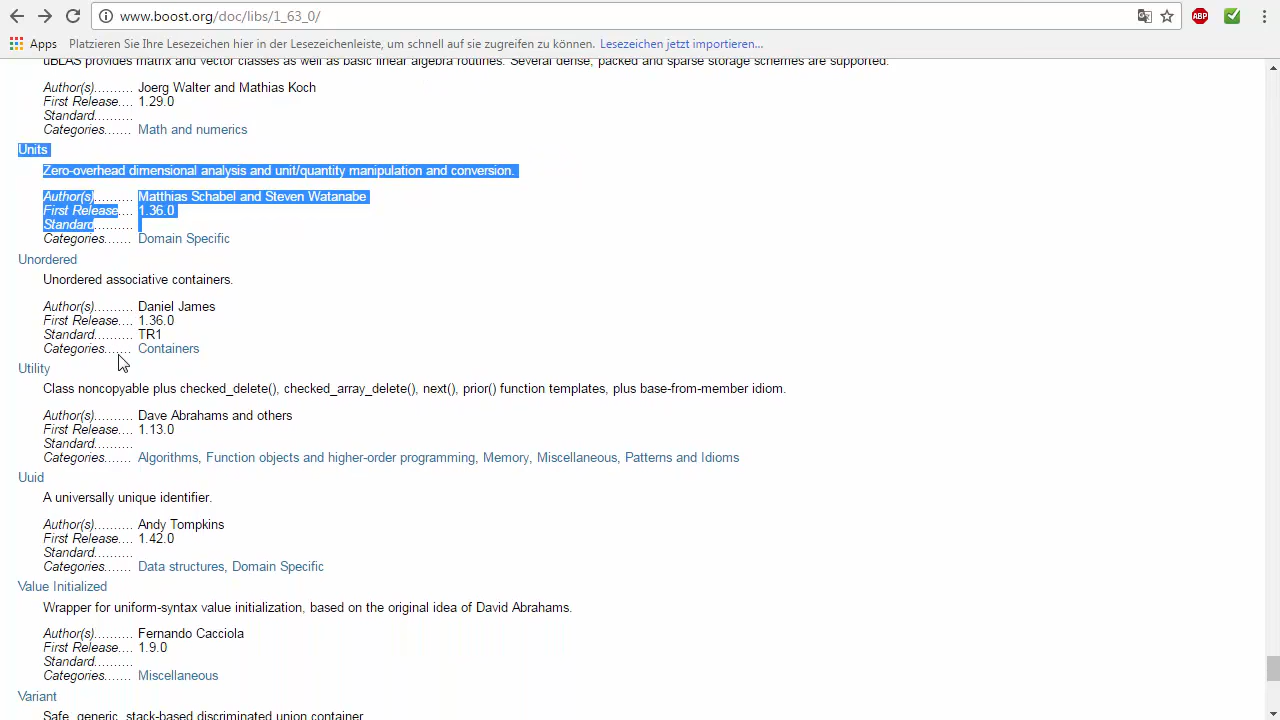 www.boost.org/doc/libs/1_63_0/
ABP
Apps Platzieren Sie Ihre Lesezeichen hier in der Lesezeichenleiste, um schnell auf sie zugreifen zu können. Lesezeichen jetzt importieren...
uBLAS provides matrix and vector classes as well as basic linear algebra routines. Several dense, packed and sparse storage schemes are supported.
Author(s).......... Joerg Walter and Mathias Koch
First Release.... 1.29.0
Standard..........
Categories....... Math and numerics
Units
Zero-overhead dimensional analysis and unit/quantity manipulation and conversion.
Author(s).......... Matthias Schabel and Steven Watanabe
First Release.... 1.36.0
Standard..........
Categories....... Domain Specific
Unordered
Unordered associative containers.
Author(s).......... Daniel James
First Release.... 1.36.0
Standard.......... TR1
Categories....... Containers
Utility
Class noncopyable plus checked_delete(), checked_array_delete(), next(), prior() function templates, plus base-from-member idiom.
Author(s).......... Dave Abrahams and others
First Release.... 1.13.0
Standard..........
Categories....... Algorithms, Function objects and higher-order programming, Memory, Miscellaneous, Patterns and Idioms
Uuid
A universally unique identifier.
Author(s).......... Andy Tompkins
First Release.... 1.42.0
Standard..........
Categories....... Data structures, Domain Specific
Value Initialized
Wrapper for uniform-syntax value initialization, based on the original idea of David Abrahams.
Author(s).......... Fernando Cacciola
First Release.... 1.9.0
Standard..........
Categories....... Miscellaneous
Variant
Safe, generic, stack-based discriminated union container